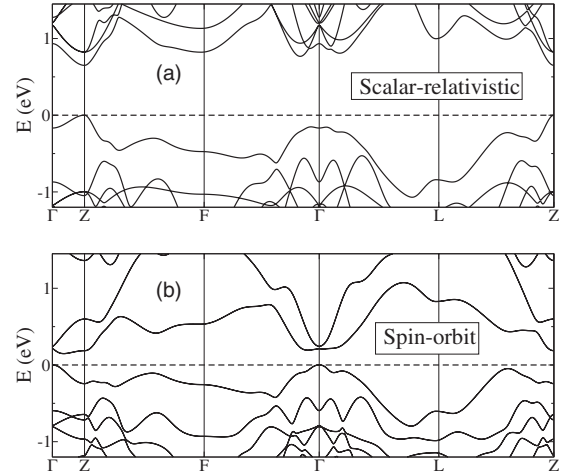 1
(a)
Scalar-relativistic
E (eV)
0
-1
Γ Z F Γ L Z
1
(b)
Spin-orbit
E (eV)
0
-1
Γ Z F Γ L Z